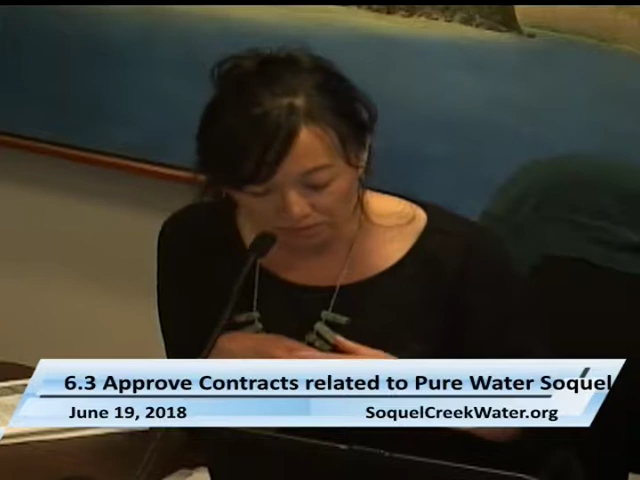 6.3 Approve Contracts related to Pure Water Soquel
June 19, 2018
SoquelCreekWater.org